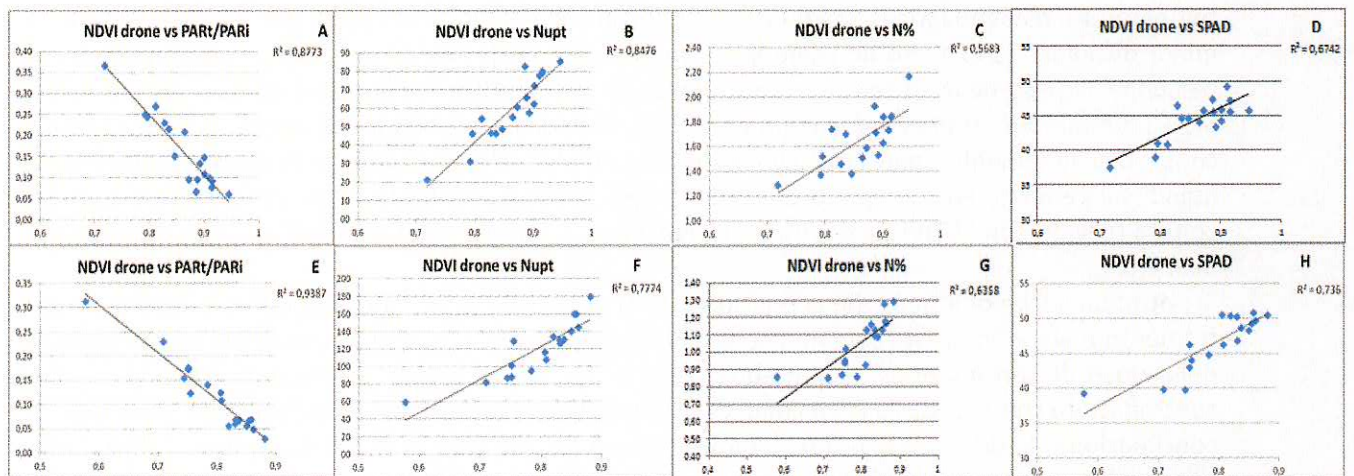 NDVI drone vs PARt/PARi A
R² = 0,8773
0,40
0,35
0,30
0,25
0,20
0,15
0,10
0,05
0,00
0,6 0,7 0,8 0,9 1
NDVI drone vs Nupt B
R² = 0,8476
90
80
70
60
50
40
30
20
10
00
0,6 0,7 0,8 0,9 1
NDVI drone vs N% C
R² = 0,5683
2,40
2,20
2,00
1,80
1,60
1,40
1,20
1,00
0,6 0,7 0,8 0,9 1
NDVI drone vs SPAD D
R² = 0,6742
55
50
45
40
35
30
0,6 0,7 0,8 0,9 1
NDVI drone vs PARt/PARi E
R² = 0,9387
0,35
0,30
0,25
0,20
0,15
0,10
0,05
0,00
0,5 0,6 0,7 0,8 0,9
NDVI drone vs Nupt F
R² = 0,7774
200
180
160
140
120
100
80
60
40
20
00
0,5 0,6 0,7 0,8 0,9
NDVI drone vs N% G
R² = 0,6358
1.40
1.30
1.20
1.10
1.00
0.90
0.80
0.70
0.60
0.50
0.40
0,4 0,5 0,6 0,7 0,8 0,9 1
NDVI drone vs SPAD H
R² = 0,736
60
55
50
45
40
35
30
0,5 0,6 0,7 0,8 0,9